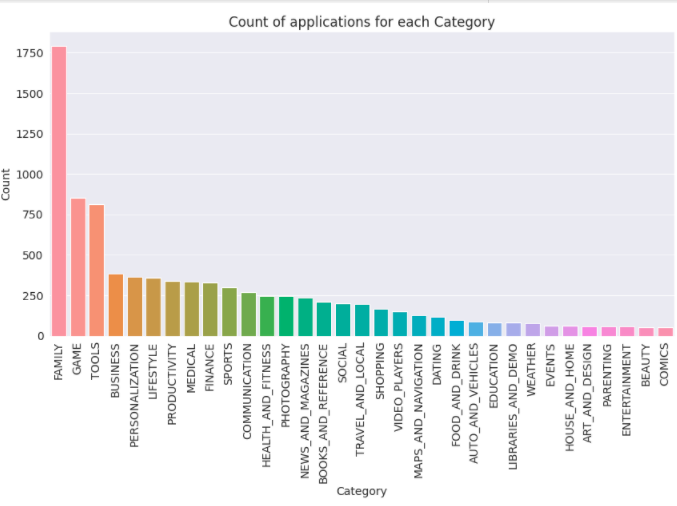 Count of applications for each Category
1750
1500
1250
1000
750
500
250
0
Count
FAMILY
GAME
TOOLS
BUSINESS
PERSONALIZATION
LIFESTYLE
PRODUCTIVITY
MEDICAL
FINANCE
SPORTS
COMMUNICATION
HEALTH_AND_FITNESS
PHOTOGRAPHY
NEWS_AND_MAGAZINES
BOOKS_AND_REFERENCE
SOCIAL
TRAVEL_AND_LOCAL
SHOPPING
VIDEO_PLAYERS
MAPS_AND_NAVIGATION
DATING
FOOD_AND_DRINK
AUTO_AND_VEHICLES
EDUCATION
LIBRARIES_AND_DEMO
WEATHER
EVENTS
HOUSE_AND_HOME
ART_AND_DESIGN
PARENTING
ENTERTAINMENT
BEAUTY
COMICS
Category